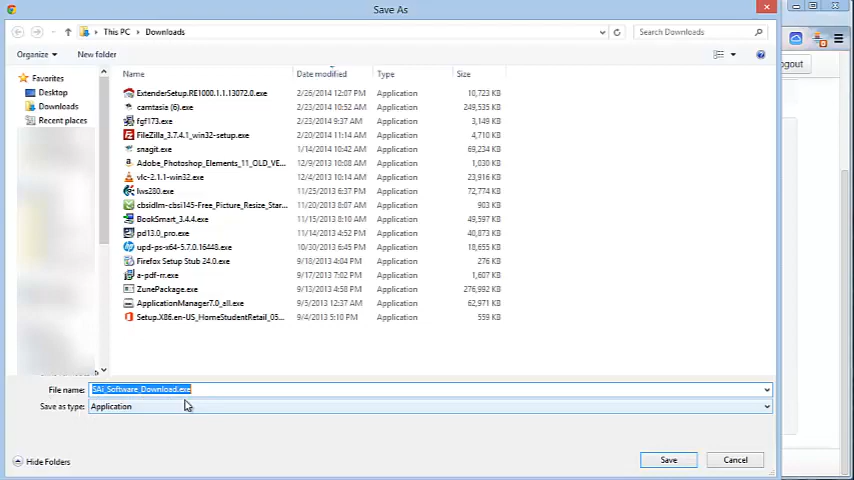 Save As
This PC
Downloads
Search Downloads
Organize
New folder
Name
Date modified
Type
Size
Favorites
Desktop
Downloads
Recent places
ExtenderSetup.RE1000.1.1.13072.0.exe 2/26/2014 12:07 PM Application 10,723 KB
camtasia (6).exe 2/23/2014 10:52 AM Application 249,535 KB
fgf173.exe 2/23/2014 9:37 AM Application 3,149 KB
FileZilla_3.7.4.1_win32-setup.exe 2/20/2014 11:14 AM Application 4,710 KB
snagit.exe 1/14/2014 10:42 AM Application 69,234 KB
Adobe_Photoshop_Elements_11_OLD_VE... 12/9/2013 10:08 AM Application 1,030 KB
vlc-2.1.1-win32.exe 12/4/2013 10:14 AM Application 23,916 KB
lws280.exe 11/25/2013 6:37 PM Application 72,774 KB
cbsidlm-cbsi145-Free_Picture_Resize_Star... 11/19/2013 11:40 AM Application 903 KB
BookSmart_3.4.4.exe 11/15/2013 8:10 AM Application 49,597 KB
pd13.0_pro.exe 11/14/2013 4:52 PM Application 40,873 KB
upd-ps-x64-5.7.0.16448.exe 10/30/2013 6:45 PM Application 18,655 KB
Firefox Setup Stub 24.0.exe 9/18/2013 4:04 PM Application 276 KB
a-pdf-rr.exe 9/17/2013 7:02 PM Application 1,607 KB
ZunePackage.exe 9/13/2013 4:58 PM Application 276,992 KB
ApplicationManager7.0_all.exe 9/5/2013 12:37 AM Application 62,971 KB
Setup.X86.en-US_HomeStudentRetail_05... 9/4/2013 5:10 PM Application 559 KB
File name: SAi_Software_Download.exe
Save as type: Application
Hide Folders
Save
Cancel
ogout